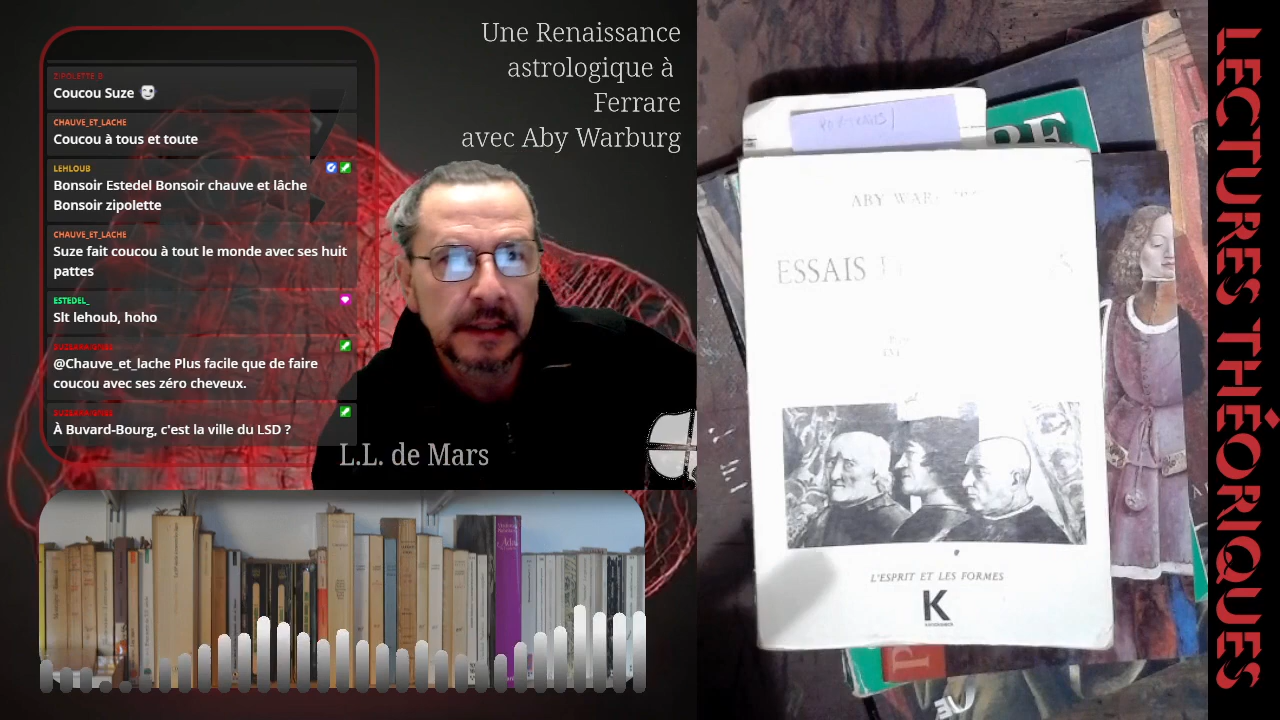 ZIPOLETTE B
Coucou Suze
CHAUVE_ET_LACHE
Coucou à tous et toute
LEHLOUB
Bonsoir Estedel Bonsoir chauve et lâche
Bonsoir zipolette
CHAUVE_ET_LACHE
Suze fait coucou à tout le monde avec ses huit
pattes
ESTEDEL_
Slt lehoub, hoho
@Chauve_et_lache Plus facile que de faire
coucou avec ses zéro cheveux.
À Buvard-Bourg, c'est la ville du LSD ?
Une Renaissance
astrologique à
Ferrare
avec Aby Warburg
L.L. de Mars
ABY
ESSAIS
L'ESPRIT ET LES FORMES
K
LECTURES THÉORIQUES